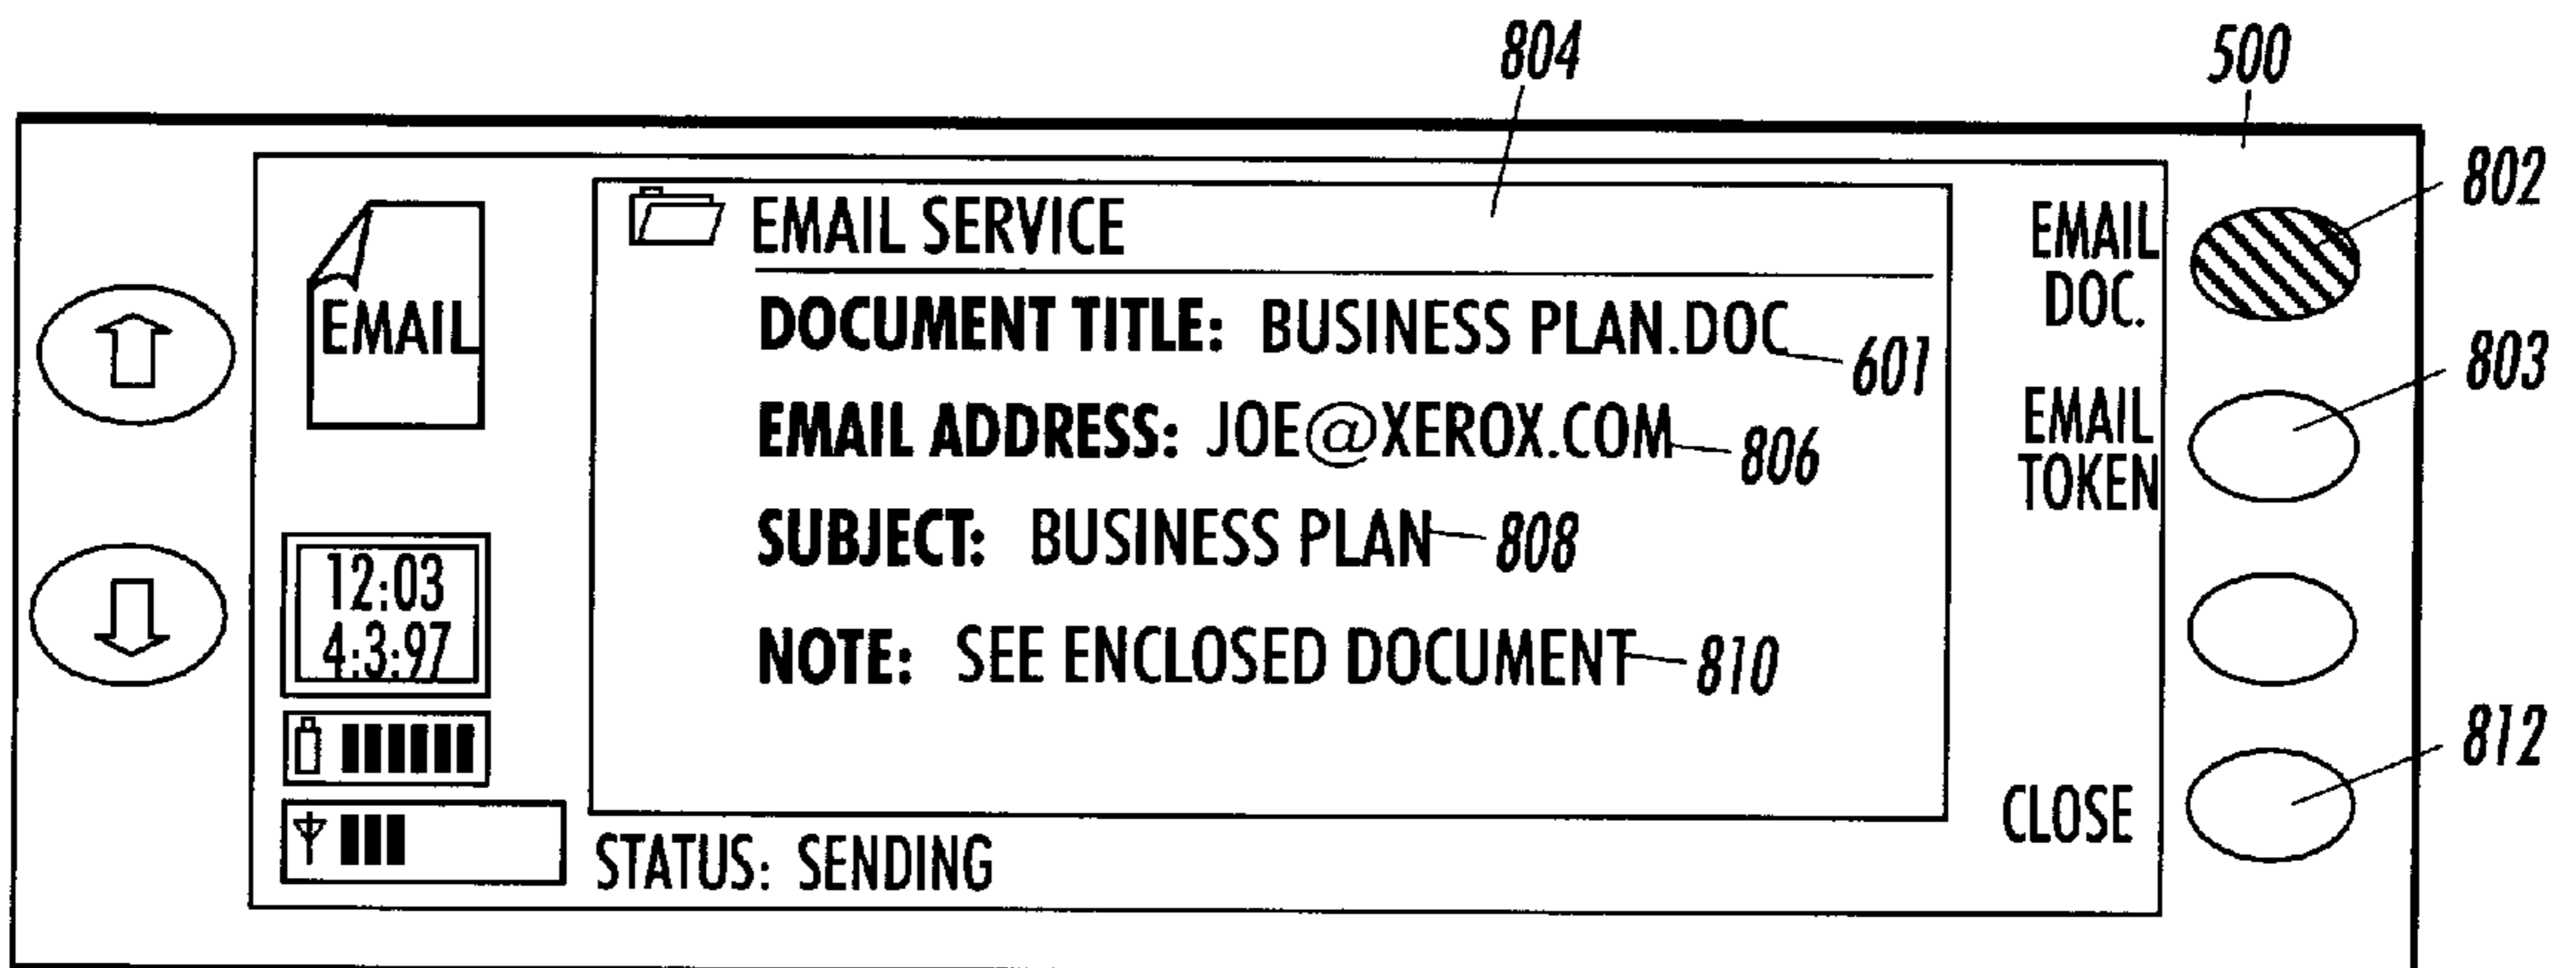 804
500
802
EMAIL SERVICE
EMAIL
DOC.
EMAIL
DOCUMENT TITLE: BUSINESS PLAN.DOC
601
803
EMAIL ADDRESS: JOE@XEROX.COM
806
EMAIL
TOKEN
SUBJECT: BUSINESS PLAN
808
12:03
4:3:97
NOTE: SEE ENCLOSED DOCUMENT
810
812
CLOSE
STATUS: SENDING